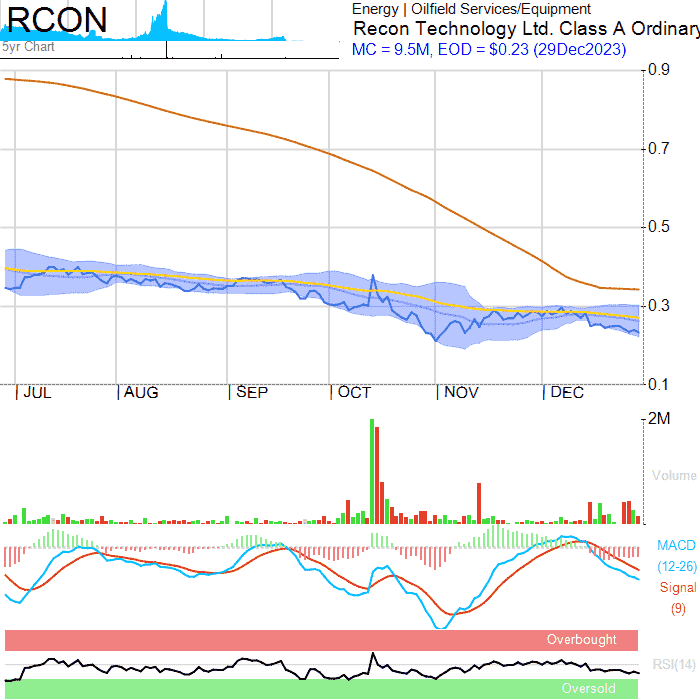 RCON
5yr Chart
Energy | Oilfield Services/Equipment
Recon Technology Ltd. Class A Ordinary
MC = 9.5M, EOD = $0.23 (29Dec2023)
0.9
0.7
0.5
0.3
0.1
JUL AUG SEP OCT NOV DEC
2M
Volume
MACD
(12-26)
Signal
(9)
Overbought
RSI(14)
Oversold